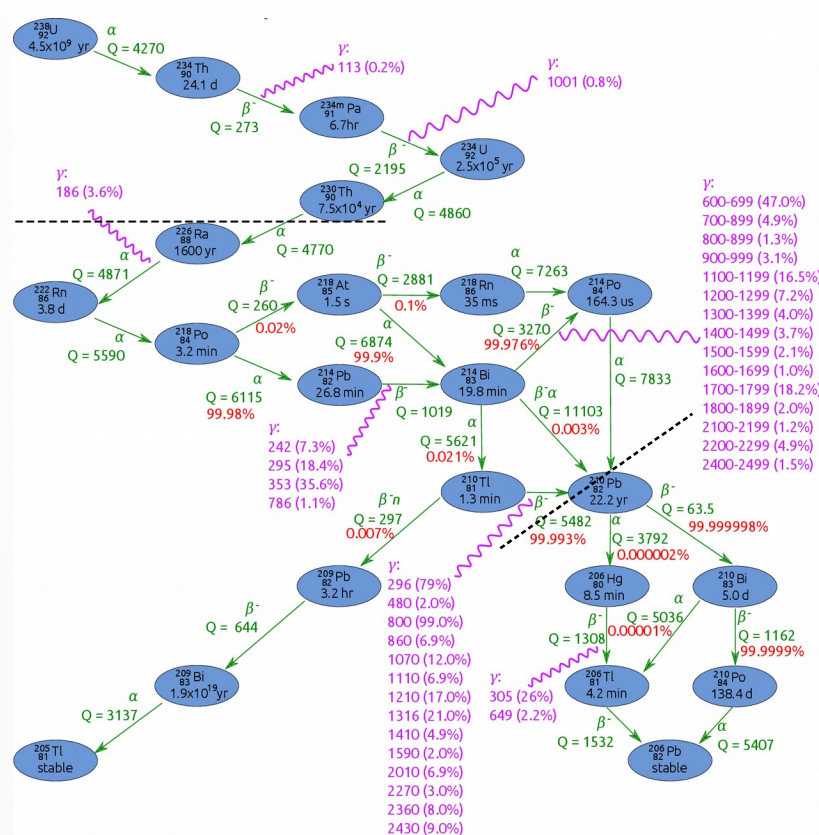 238
92 U
4.5x10⁹ yr
α
Q = 4270
234
90 Th
24.1 d
γ:
113 (0.2%)
β⁻
Q = 273
234m
91 Pa
6.7hr
γ:
1001 (0.8%)
β⁻
Q = 2195
234
92 U
2.5x10⁵ yr
α
Q = 4860
230
90 Th
7.5x10⁴ yr
α
Q = 4770
γ:
186 (3.6%)
226
88 Ra
1600 yr
α
Q = 4871
222
86 Rn
3.8 d
α
Q = 5590
218
84 Po
3.2 min
β⁻
Q = 260
0.02%
218
85 At
1.5 s
β⁻
Q = 2881
0.1%
218
86 Rn
35 ms
α
Q = 7263
214
84 Po
164.3 us
α
Q = 6874
99.9%
α
Q = 6115
99.98%
214
82 Pb
26.8 min
β⁻
Q = 1019
γ:
242 (7.3%)
295 (18.4%)
353 (35.6%)
786 (1.1%)
214
83 Bi
19.8 min
β⁻
Q = 3270
99.976%
γ:
600-699 (47.0%)
700-899 (4.9%)
800-899 (1.3%)
900-999 (3.1%)
1100-1199 (16.5%)
1200-1299 (7.2%)
1300-1399 (4.0%)
1400-1499 (3.7%)
1500-1599 (2.1%)
1600-1699 (1.0%)
1700-1799 (18.2%)
1800-1899 (2.0%)
2100-2199 (1.2%)
2200-2299 (4.9%)
2400-2499 (1.5%)
α
Q = 7833
β⁻α
Q = 11103
0.003%
α
Q = 5621
0.021%
210
81 Tl
1.3 min
β⁻
Q = 5482
99.993%
210
82 Pb
22.2 yr
β⁻n
Q = 297
0.007%
209
82 Pb
3.2 hr
γ:
296 (79%)
480 (2.0%)
800 (99.0%)
860 (6.9%)
1070 (12.0%)
1110 (6.9%)
1210 (17.0%)
1316 (21.0%)
1410 (4.9%)
1590 (2.0%)
2010 (6.9%)
2270 (3.0%)
2360 (8.0%)
2430 (9.0%)
α
Q = 3792
0.000002%
β⁻
Q = 63.5
99.999998%
206
80 Hg
8.5 min
210
83 Bi
5.0 d
β⁻
Q = 1308
α
Q = 5036
0.00001%
β⁻
Q = 1162
99.9999%
γ:
305 (26%)
649 (2.2%)
206
81 Tl
4.2 min
210
84 Po
138.4 d
β⁻
Q = 1532
α
Q = 5407
206
82 Pb
stable
β⁻
Q = 644
209
83 Bi
1.9x10¹⁹yr
α
Q = 3137
205
81 Tl
stable